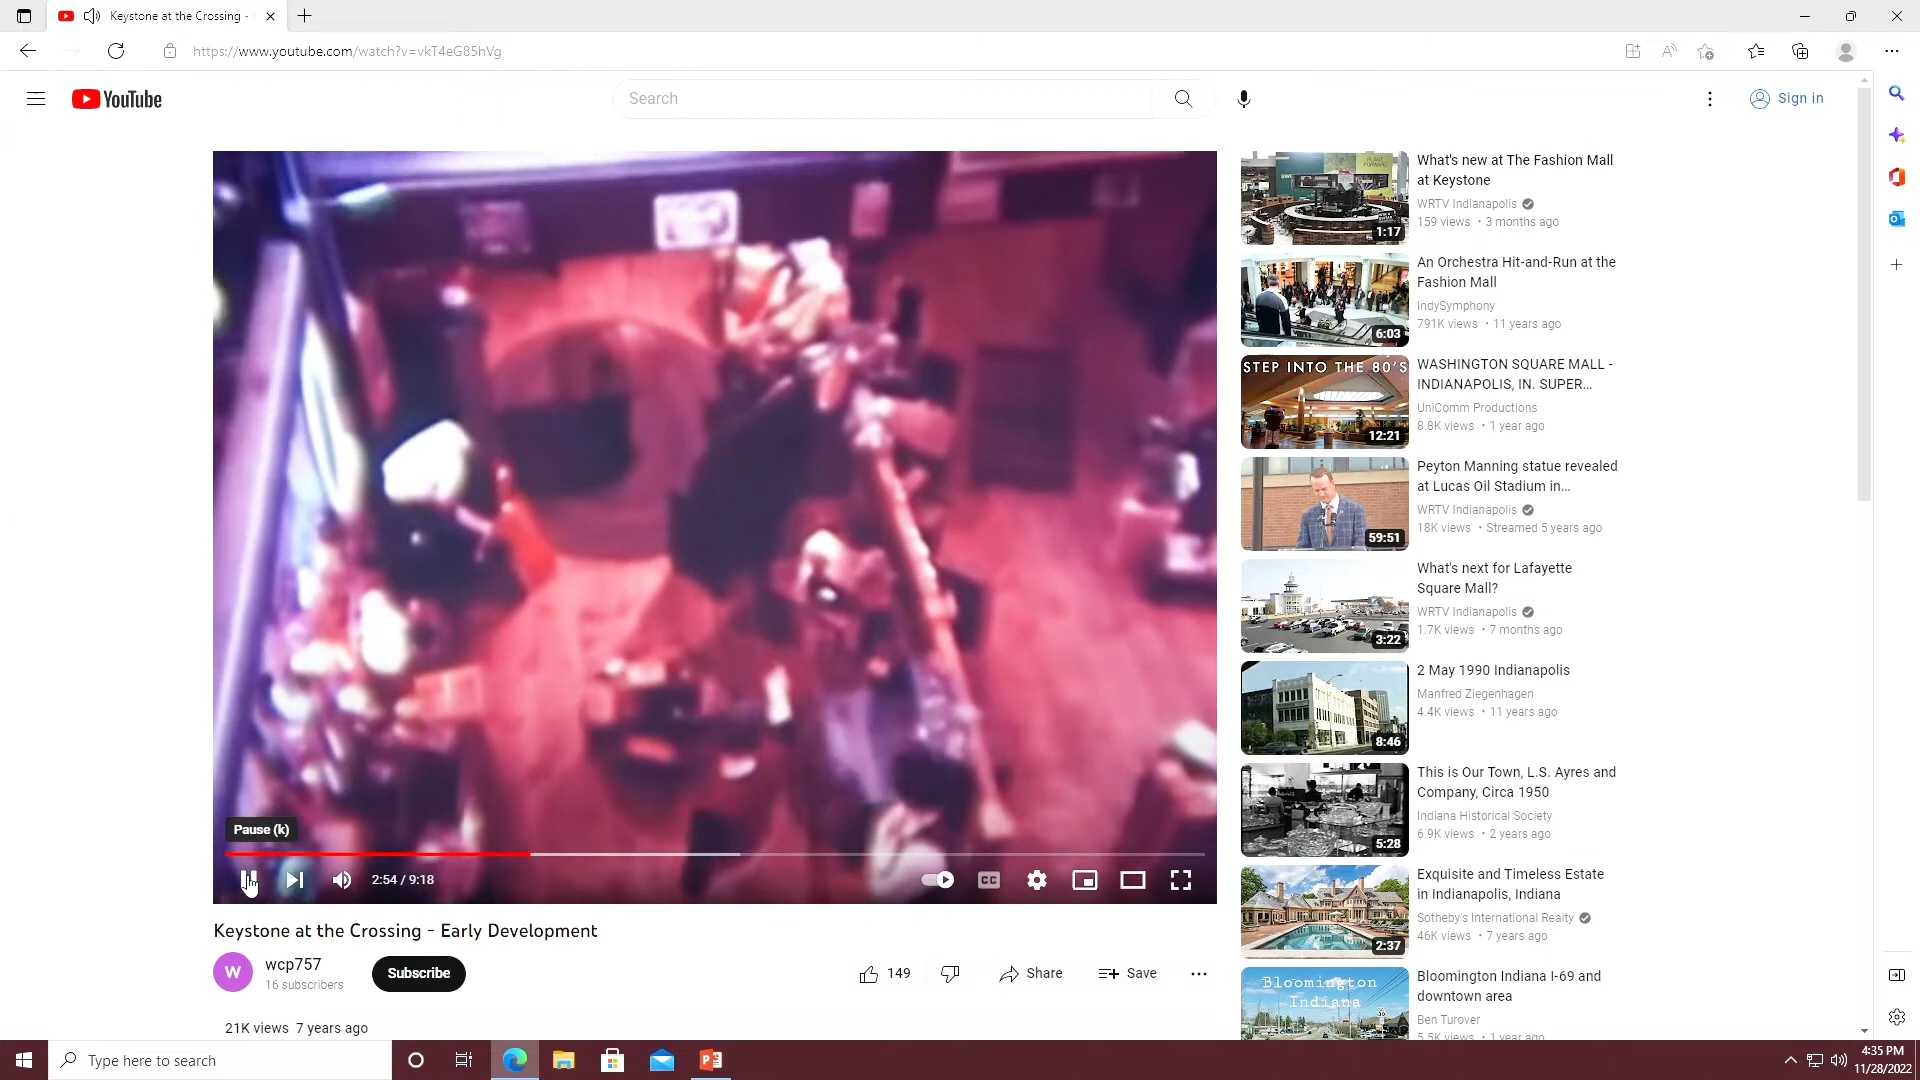 Keystone at the Crossing -
https://www.youtube.com/watch?v=vkT4eG85hVg
YouTube
Search
Sign in
What's new at The Fashion Mall
at Keystone
WRTV Indianapolis
159 views • 3 months ago
1:17
An Orchestra Hit-and-Run at the
Fashion Mall
IndySymphony
791K views • 11 years ago
6:03
STEP INTO THE 80'S
WASHINGTON SQUARE MALL -
INDIANAPOLIS, IN. SUPER...
UniComm Productions
8.8K views • 1 year ago
12:21
Peyton Manning statue revealed
at Lucas Oil Stadium in...
WRTV Indianapolis
18K views • Streamed 5 years ago
59:51
What's next for Lafayette
Square Mall?
WRTV Indianapolis
1.7K views • 7 months ago
3:22
2 May 1990 Indianapolis
Manfred Ziegenhagen
4.4K views • 11 years ago
8:46
This is Our Town, L.S. Ayres and
Company, Circa 1950
Indiana Historical Society
6.9K views • 2 years ago
5:28
Exquisite and Timeless Estate
in Indianapolis, Indiana
Sotheby's International Realty
46K views • 7 years ago
2:37
Bloomington
Indiana
Bloomington Indiana I-69 and
downtown area
Ben Turover
5.5K views • 1 year ago
Pause (k)
2:54 / 9:18
CC
Keystone at the Crossing - Early Development
W
wcp757
16 subscribers
Subscribe
149
Share
Save
21K views 7 years ago
Type here to search
4:35 PM
11/28/2022